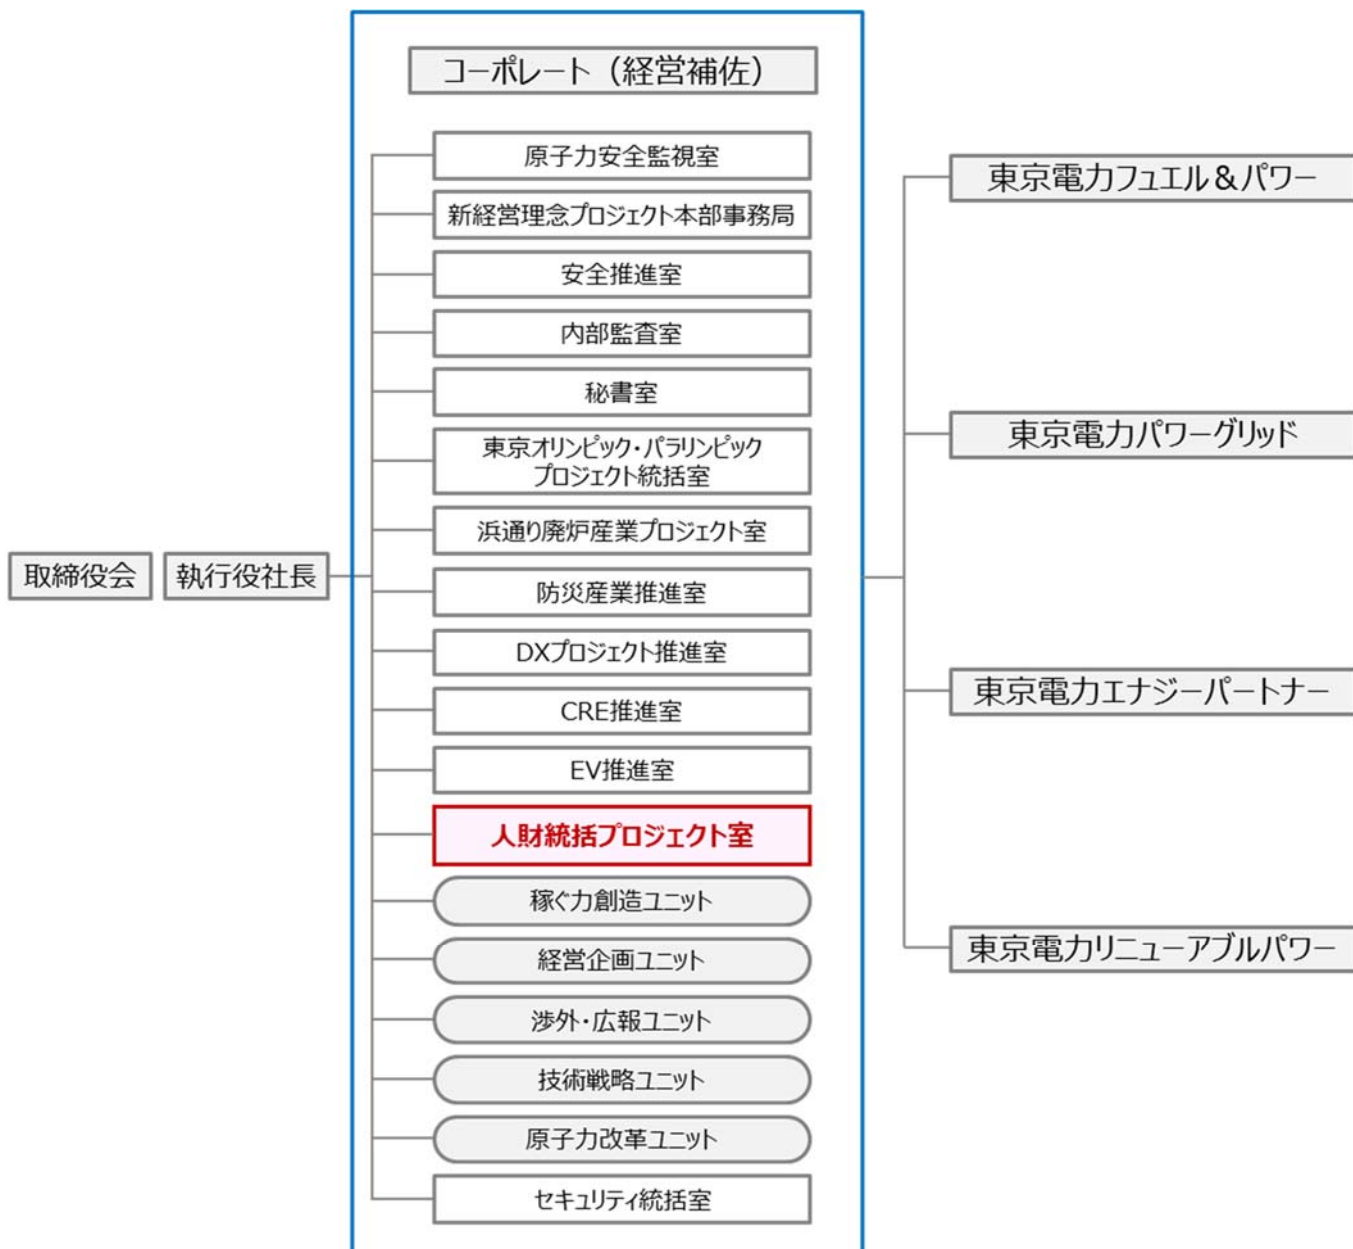 コーポレート（経営補佐）
原子力安全監視室
新経営理念プロジェクト本部事務局
安全推進室
内部監査室
秘書室
東京オリンピック・パラリンピック
プロジェクト統括室
浜通り廃炉産業プロジェクト室
防災産業推進室
DXプロジェクト推進室
CRE推進室
EV推進室
人財統括プロジェクト室
稼ぐ力創造ユニット
経営企画ユニット
渉外・広報ユニット
技術戦略ユニット
原子力改革ユニット
セキュリティ統括室
取締役会
執行役社長
東京電力フュエル＆パワー
東京電力パワーグリッド
東京電力エナジーパートナー
東京電力リニューアブルパワー